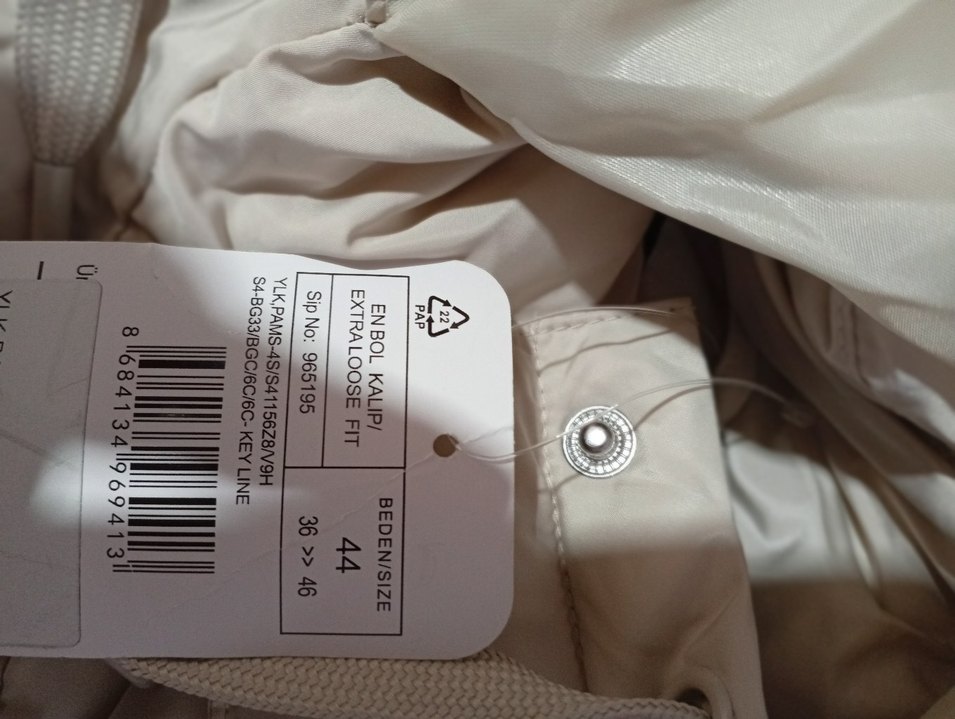 22
PAP
EN BOL KALIP/
EXTRA LOOSE FIT
BEDEN/SIZE
44
Sip No: 965195
36 >> 46
YLK,PAMS-4S/S41156Z8/V9H
S4-BG33/BGC/6C/6C- KEY LINE
8 684134 969413